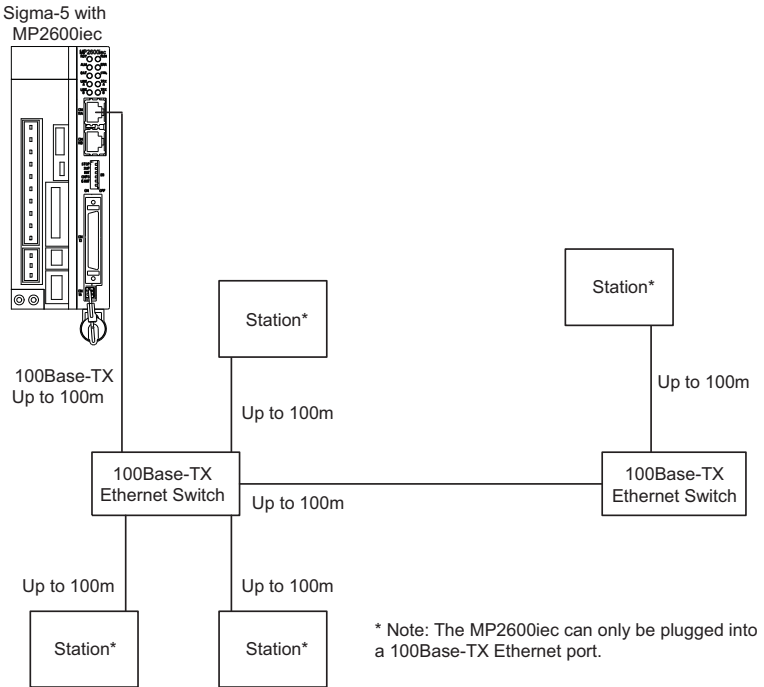 Sigma-5 with
MP2600iec
MP2600iec
Station*
Station*
100Base-TX
Up to 100m
Up to 100m
Up to 100m
100Base-TX
Ethernet Switch
Up to 100m
100Base-TX
Ethernet Switch
Up to 100m
Up to 100m
Station*
Station*
* Note: The MP2600iec can only be plugged into
a 100Base-TX Ethernet port.